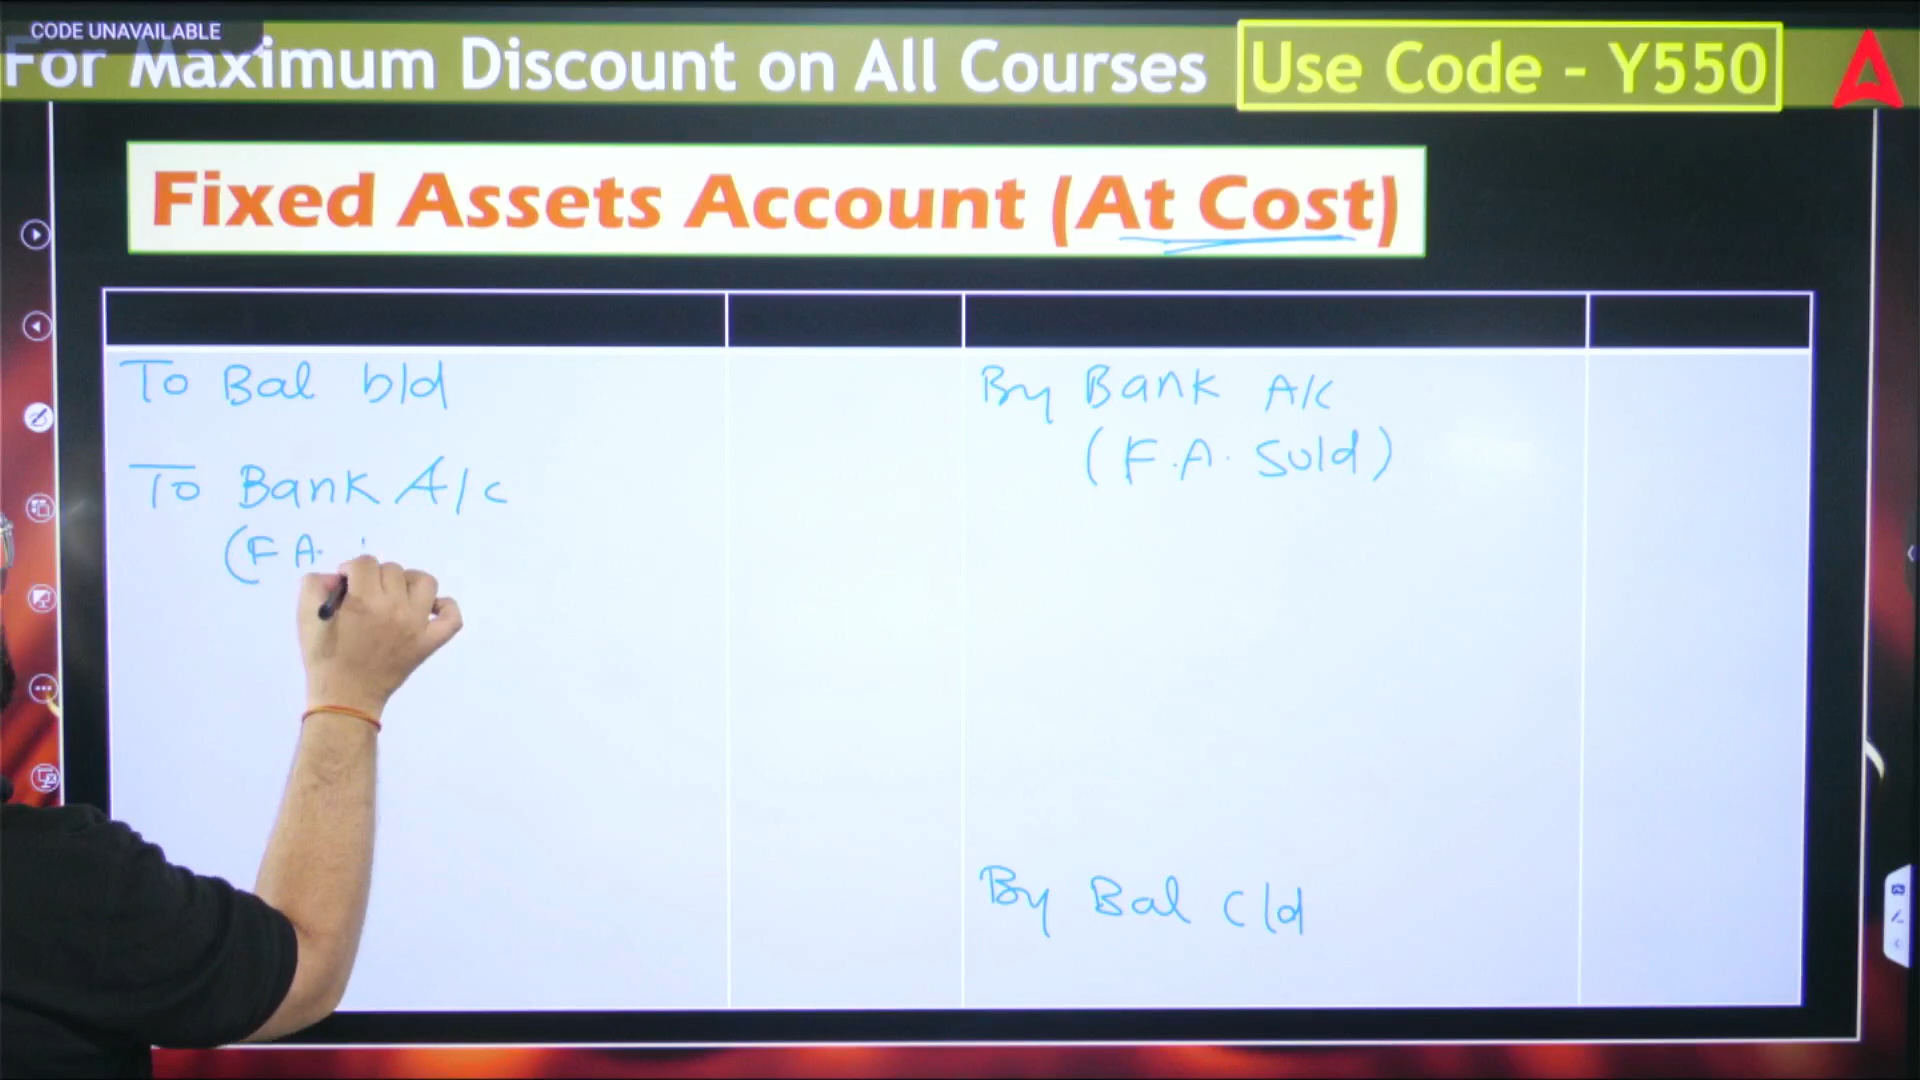 CODE UNAVAILABLE
For Maximum Discount on All Courses
Use Code - Y550
Fixed Assets Account (At Cost)
To Bal b/d
To Bank A/c
(F A.
By Bank A/c
(F.A. Sold)
By Bal c/d